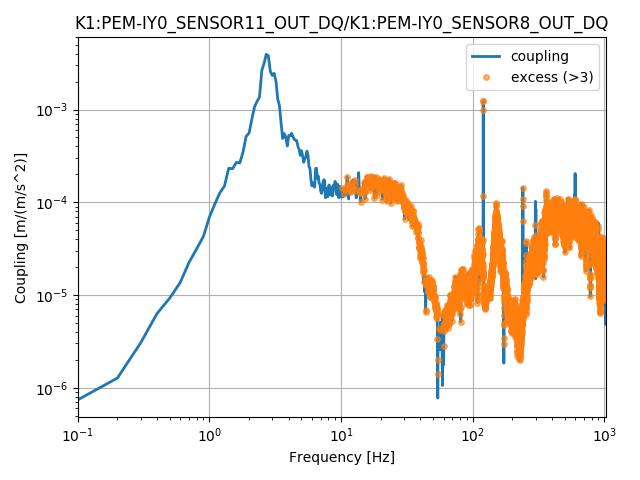 K1:PEM-IY0_SENSOR11_OUT_DQ/K1:PEM-IY0_SENSOR8_OUT_DQ
coupling
excess (>3)
Coupling [m/(m/s^2)]
10^-3
10^-4
10^-5
10^-6
10^-1
10^0
10^1
10^2
10^3
Frequency [Hz]